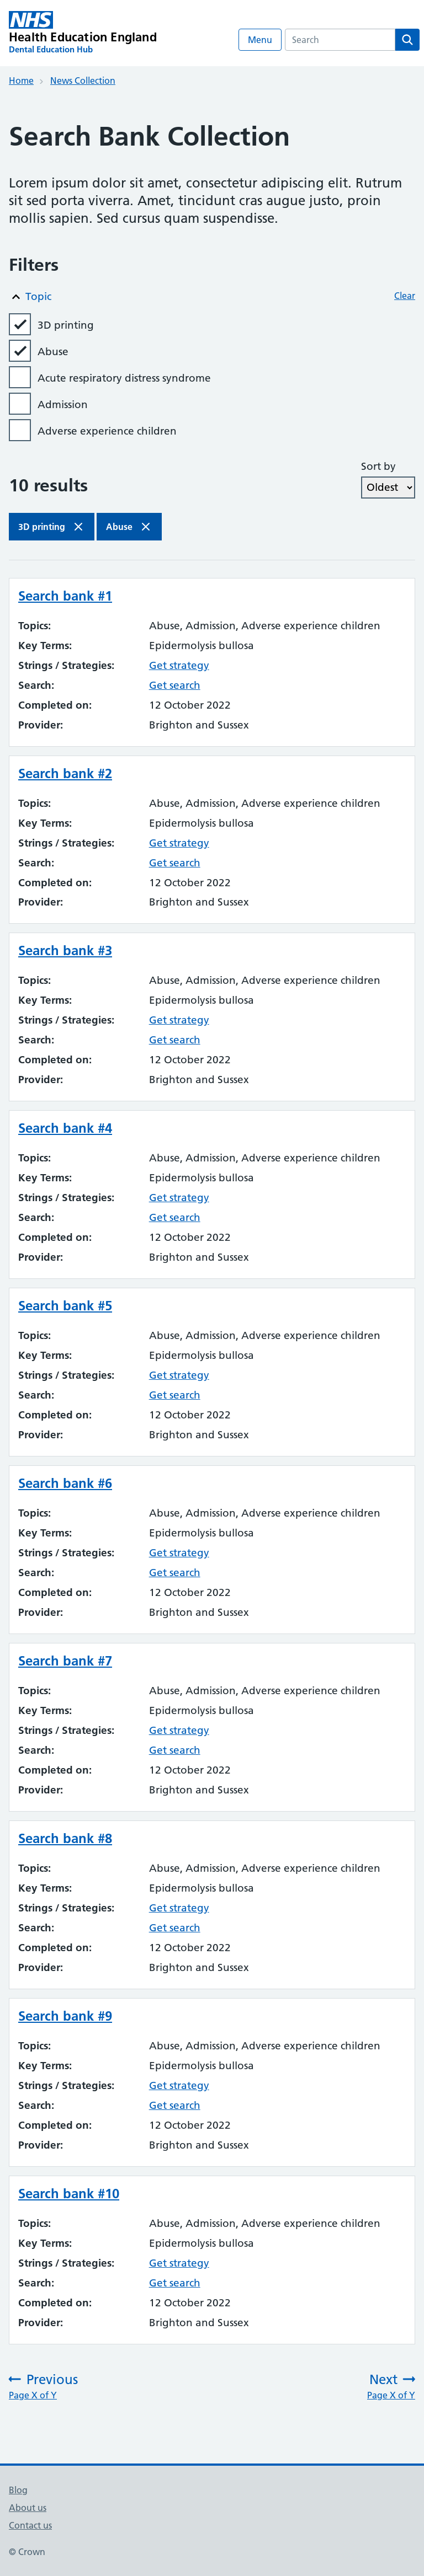 NHS
Health Education England
Dental Education Hub
Menu
Search
Home
News Collection
Search Bank Collection
Lorem ipsum dolor sit amet, consectetur adipiscing elit. Rutrum
sit sed porta viverra. Amet, tincidunt cras augue justo, proin
mollis sapien. Sed cursus quam suspendisse.
Filters
Topic
Clear
3D printing
Abuse
Acute respiratory distress syndrome
Admission
Adverse experience children
Sort by
10 results
Oldest
3D printing
Abuse
Search bank #1
Topics: Abuse, Admission, Adverse experience children
Key Terms: Epidermolysis bullosa
Strings / Strategies: Get strategy
Search: Get search
Completed on: 12 October 2022
Provider: Brighton and Sussex
Search bank #2
Topics: Abuse, Admission, Adverse experience children
Key Terms: Epidermolysis bullosa
Strings / Strategies: Get strategy
Search: Get search
Completed on: 12 October 2022
Provider: Brighton and Sussex
Search bank #3
Topics: Abuse, Admission, Adverse experience children
Key Terms: Epidermolysis bullosa
Strings / Strategies: Get strategy
Search: Get search
Completed on: 12 October 2022
Provider: Brighton and Sussex
Search bank #4
Topics: Abuse, Admission, Adverse experience children
Key Terms: Epidermolysis bullosa
Strings / Strategies: Get strategy
Search: Get search
Completed on: 12 October 2022
Provider: Brighton and Sussex
Search bank #5
Topics: Abuse, Admission, Adverse experience children
Key Terms: Epidermolysis bullosa
Strings / Strategies: Get strategy
Search: Get search
Completed on: 12 October 2022
Provider: Brighton and Sussex
Search bank #6
Topics: Abuse, Admission, Adverse experience children
Key Terms: Epidermolysis bullosa
Strings / Strategies: Get strategy
Search: Get search
Completed on: 12 October 2022
Provider: Brighton and Sussex
Search bank #7
Topics: Abuse, Admission, Adverse experience children
Key Terms: Epidermolysis bullosa
Strings / Strategies: Get strategy
Search: Get search
Completed on: 12 October 2022
Provider: Brighton and Sussex
Search bank #8
Topics: Abuse, Admission, Adverse experience children
Key Terms: Epidermolysis bullosa
Strings / Strategies: Get strategy
Search: Get search
Completed on: 12 October 2022
Provider: Brighton and Sussex
Search bank #9
Topics: Abuse, Admission, Adverse experience children
Key Terms: Epidermolysis bullosa
Strings / Strategies: Get strategy
Search: Get search
Completed on: 12 October 2022
Provider: Brighton and Sussex
Search bank #10
Topics: Abuse, Admission, Adverse experience children
Key Terms: Epidermolysis bullosa
Strings / Strategies: Get strategy
Search: Get search
Completed on: 12 October 2022
Provider: Brighton and Sussex
Previous
Page X of Y
Next
Page X of Y
Blog
About us
Contact us
© Crown